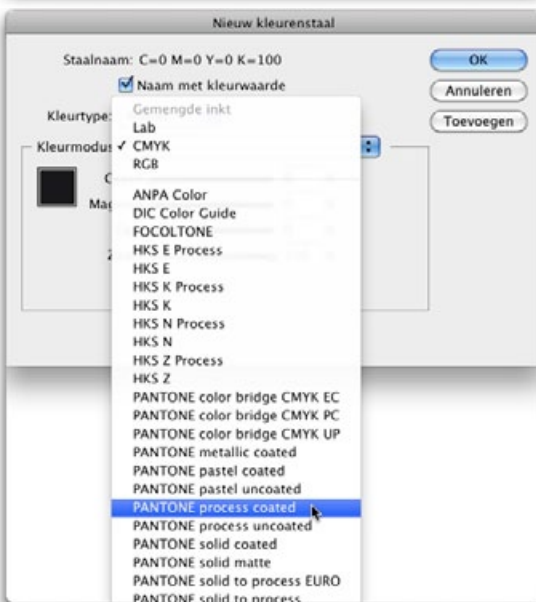 Nieuw kleurenstaal
Staalnaam: C=0 M=0 Y=0 K=100
Naam met kleurwaarde
Kleurtype:
Kleurmodus
OK
Annuleren
Toevoegen
Gemengde inkt
Lab
✓ CMYK
RGB
ANPA Color
DIC Color Guide
FOCOLTONE
HKS E Process
HKS E
HKS K Process
HKS K
HKS N Process
HKS N
HKS Z Process
HKS Z
PANTONE color bridge CMYK EC
PANTONE color bridge CMYK PC
PANTONE color bridge CMYK UP
PANTONE metallic coated
PANTONE pastel coated
PANTONE pastel uncoated
PANTONE process coated
PANTONE process uncoated
PANTONE solid coated
PANTONE solid matte
PANTONE solid to process EURO
PANTONE solid to process